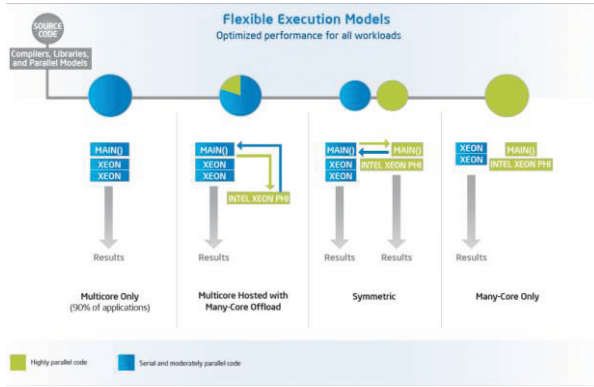 Flexible Execution Models
Optimized performance for all workloads
SOURCE
CODE
Compilers, Libraries,
and Parallel Models
MAIN()
XEON
XEON
Results
Multicore Only
(90% of applications)
MAIN()
XEON
XEON
INTEL XEON PHI
Results
Multicore Hosted with
Many-Core Offload
MAIN()
XEON
XEON
MAIN()
INTEL XEON PHI
Results
Results
Symmetric
XEON
XEON
MAIN()
INTEL XEON PHI
Results
Many-Core Only
Highly parallel code
Serial and moderately parallel code